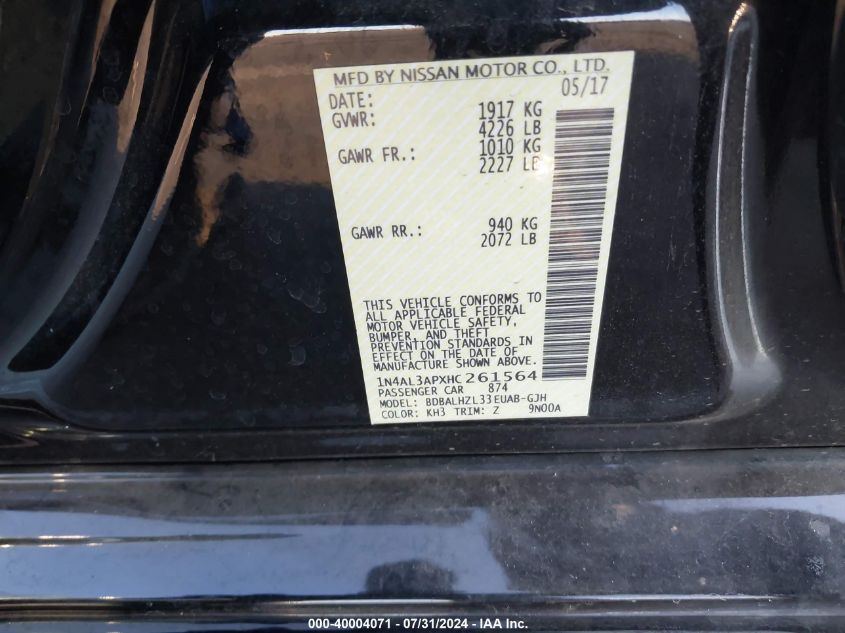 MFD BY NISSAN MOTOR CO., LTD.
DATE: 05/17
GVWR: 1917 KG
4226 LB
GAWR FR.: 1010 KG
2227 LB
GAWR RR.: 940 KG
2072 LB
THIS VEHICLE CONFORMS TO
ALL APPLICABLE FEDERAL
MOTOR VEHICLE SAFETY,
BUMPER, AND THEFT
PREVENTION STANDARDS IN
EFFECT ON THE DATE OF
MANUFACTURE SHOWN ABOVE.
1N4AL3APXHC 261564
PASSENGER CAR 874
MODEL: BDBALHZL33EUAB-GJH
COLOR: KH3 TRIM: Z 9N00A
000-40004071 - 07/31/2024 - IAA Inc.